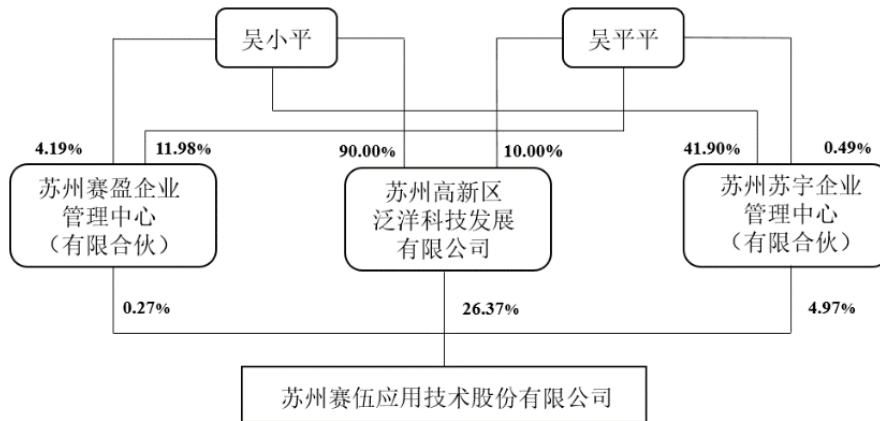 吴小平
吴平平
4.19%
11.98%
90.00%
10.00%
41.90%
0.49%
苏州赛盈企业
管理中心
（有限合伙）
苏州高新区
泛洋科技发展
有限公司
苏州苏宇企业
管理中心
（有限合伙）
0.27%
26.37%
4.97%
苏州赛伍应用技术股份有限公司